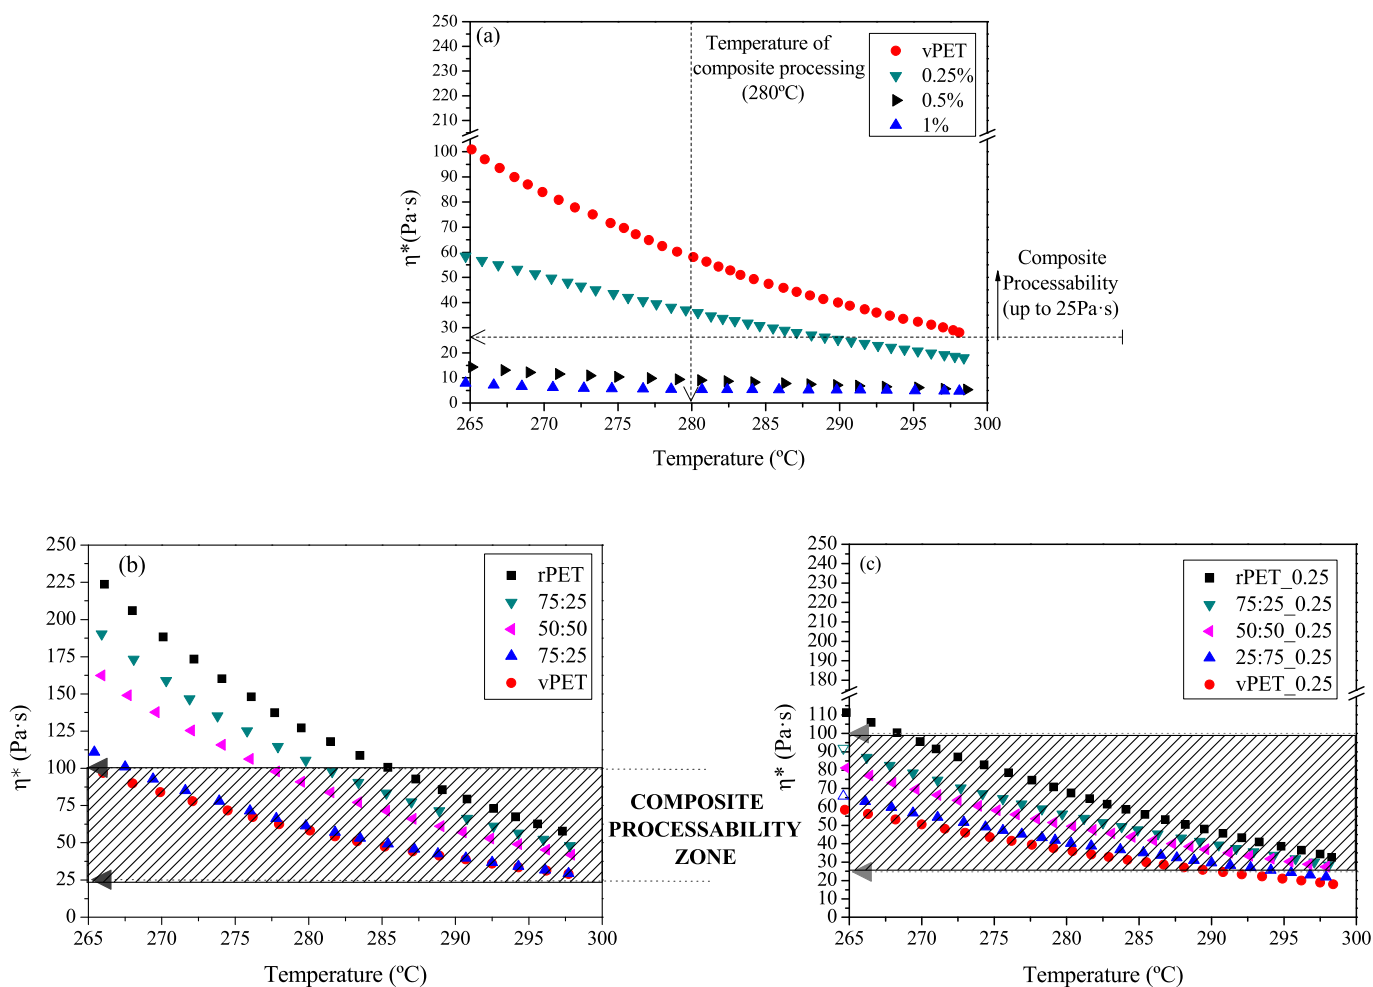 (a)
250
240
230
220
210
100
90
80
70
60
50
40
30
20
10
0
η*(Pa·s)
Temperature of
composite processing
(280ºC)
vPET
0.25%
0.5%
1%
Composite
Processability
(up to 25Pa·s)
265 270 275 280 285 290 295 300
Temperature (ºC)
(b)
250
225
200
175
150
125
100
75
50
25
0
η* (Pa·s)
rPET
75:25
50:50
75:25
vPET
265 270 275 280 285 290 295 300
Temperature (ºC)
COMPOSITE
PROCESSABILITY
ZONE
(c)
250
240
230
220
210
200
190
180
110
100
90
80
70
60
50
40
30
20
10
0
η* (Pa·s)
rPET_0.25
75:25_0.25
50:50_0.25
25:75_0.25
vPET_0.25
265 270 275 280 285 290 295 300
Temperature (ºC)